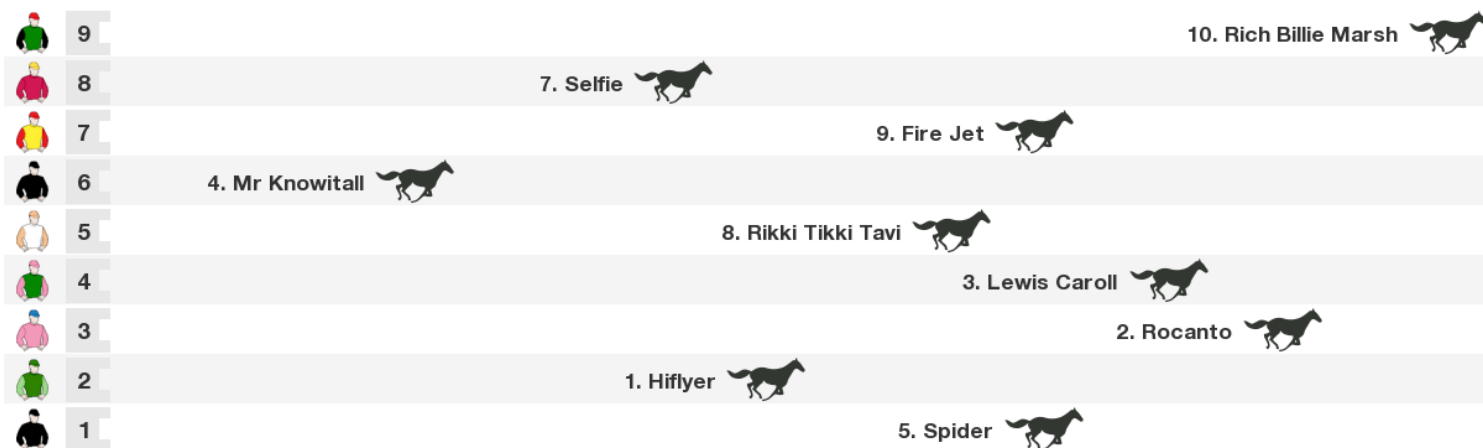 9 10. Rich Billie Marsh
8 7. Selfie
7 9. Fire Jet
6 4. Mr Knowitall
5 8. Rikki Tikki Tavi
4 3. Lewis Caroll
3 2. Rocanto
2 1. Hiflyer
1 5. Spider